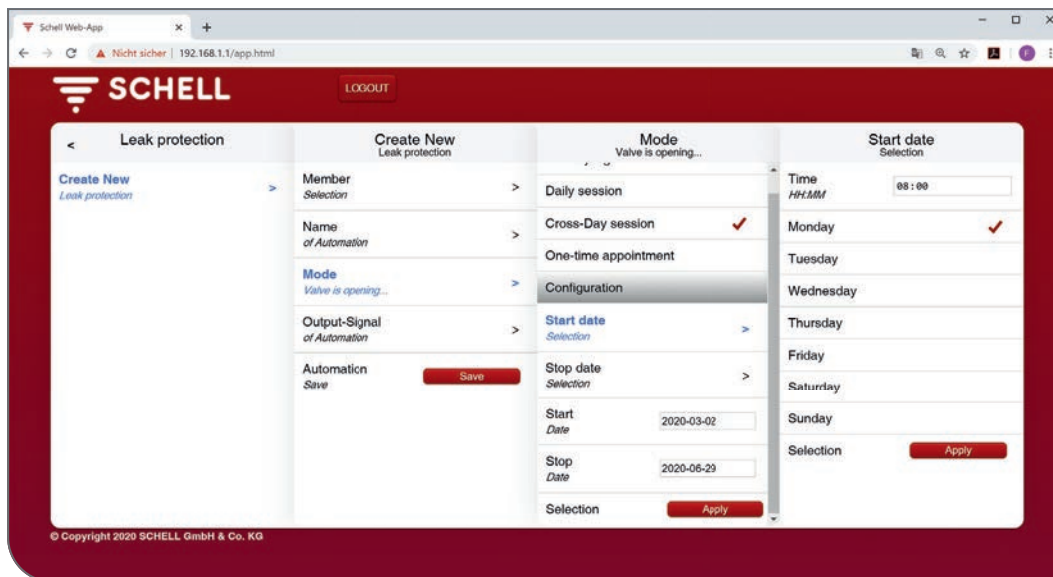 Schell Web-App
Nicht sicher | 192.168.1.1/app.html
SCHELL
LOGOUT
< Leak protection
Create New
Leak protection
>
Create New
Leak protection
Member
Selection
>
Name
of Automation
>
Mode
Valve is opening...
>
Output-Signal
of Automation
>
Automation
Save
Save
Mode
Valve is opening...
Daily session
Cross-Day session
One-time appointment
Configuration
Start date
Selection
>
Stop date
Selection
>
Start
Date
2020-03-02
Stop
Date
2020-06-29
Selection
Apply
Start date
Selection
Time
HH:MM
08:00
Monday
Tuesday
Wednesday
Thursday
Friday
Saturday
Sunday
Selection
Apply
© Copyright 2020 SCHELL GmbH & Co. KG